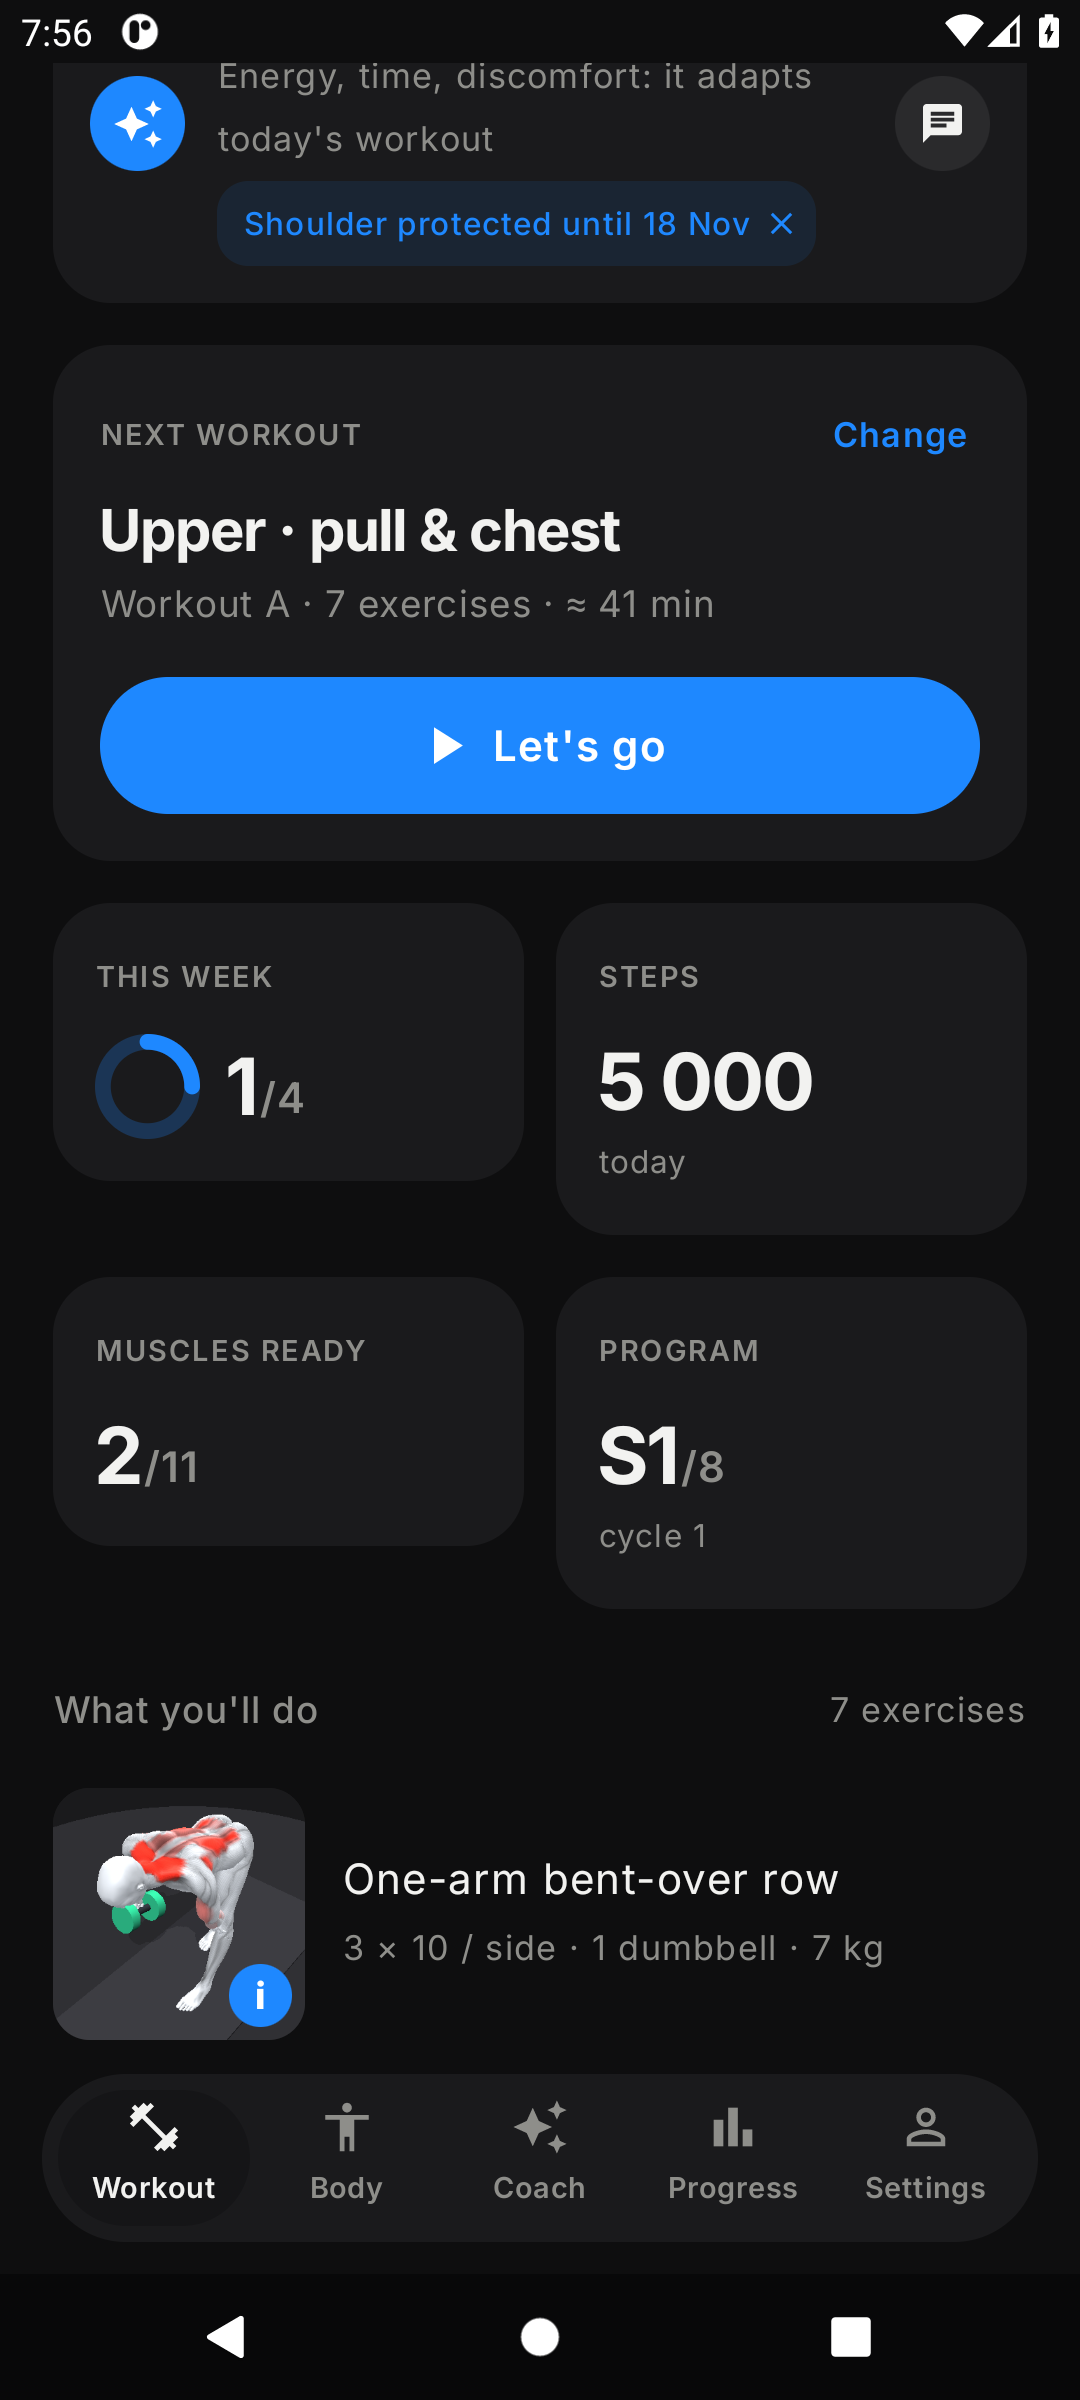 7:56
Energy, time, discomfort: it adapts
today's workout
Shoulder protected until 18 Nov
NEXT WORKOUT
Change
Upper · pull & chest
Workout A · 7 exercises · ≈ 41 min
Let's go
THIS WEEK
1/4
STEPS
5 000
today
MUSCLES READY
2/11
PROGRAM
S1/8
cycle 1
What you'll do
7 exercises
One-arm bent-over row
3 × 10 / side · 1 dumbbell · 7 kg
i
Workout
Body
Coach
Progress
Settings